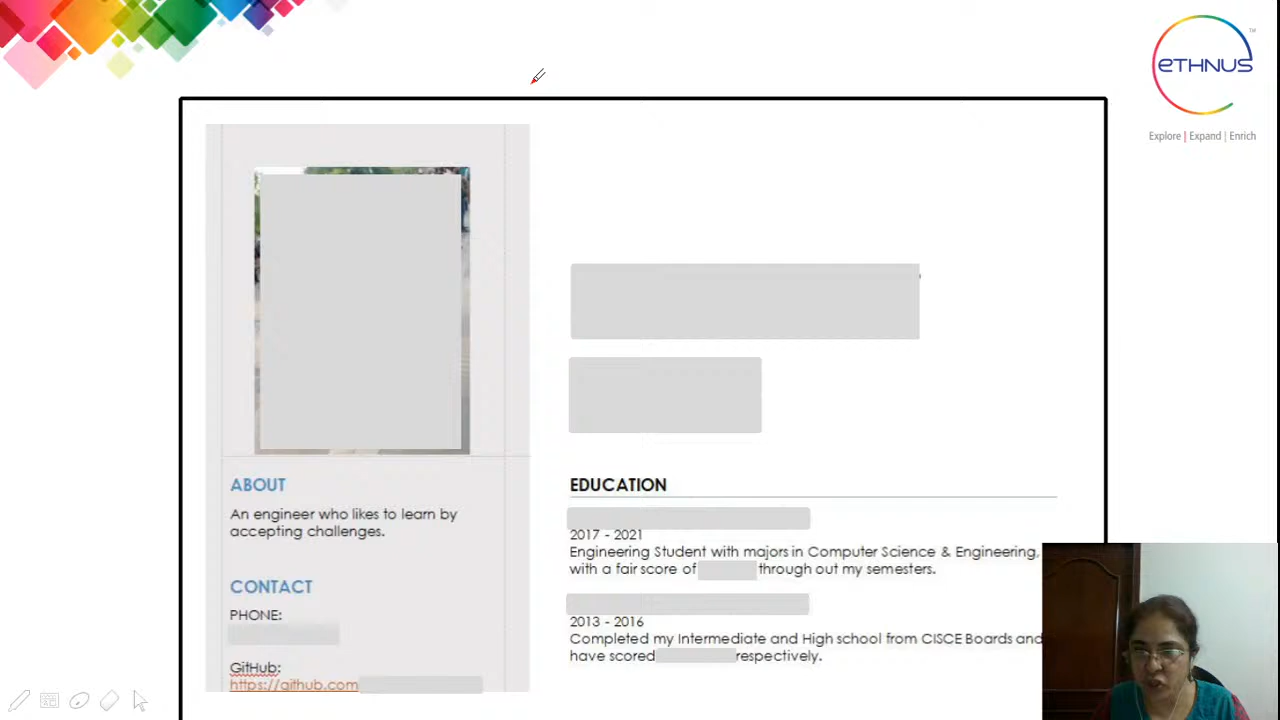 eTHNUS
TM
Explore | Expand | Enrich
ABOUT
An engineer who likes to learn by
accepting challenges.
CONTACT
PHONE:
GitHub:
https://github.com
EDUCATION
2017 - 2021
Engineering Student with majors in Computer Science & Engineering,
with a fair score of through out my semesters.
2013 - 2016
Completed my Intermediate and High school from CISCE Boards and
have scored respectively.